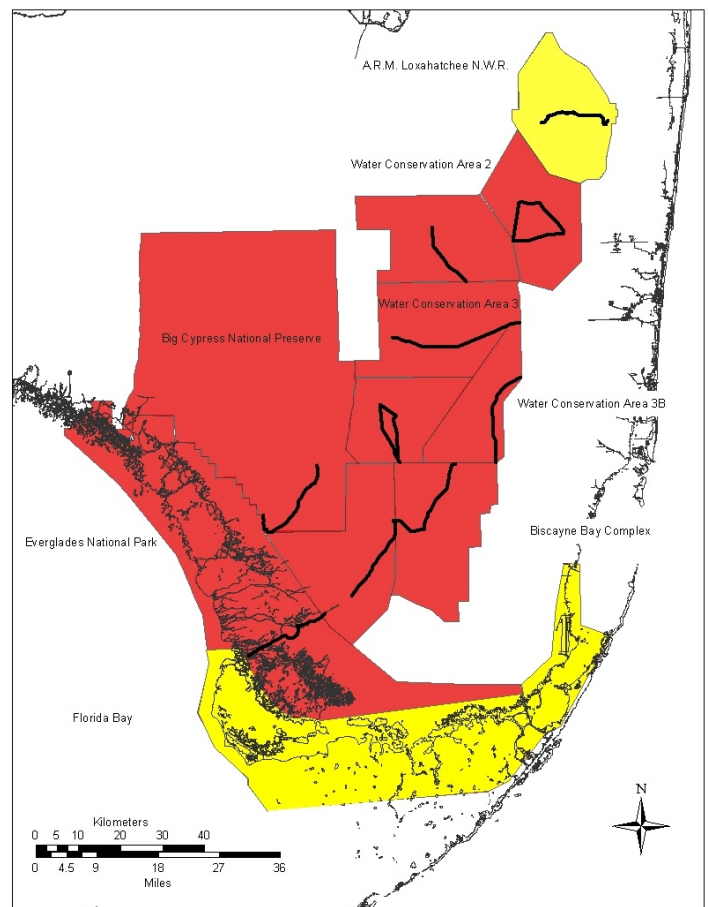 A.R.M. Loxahatchee N.W.R.
Water Conservation Area 2
Water Conservation Area 3
Big Cypress National Preserve
Water Conservation Area 3B
Biscayne Bay Complex
Everglades National Park
Florida Bay
N
Kilometers
0 5 10 20 30 40
0 4.5 9 18 27 36
Miles